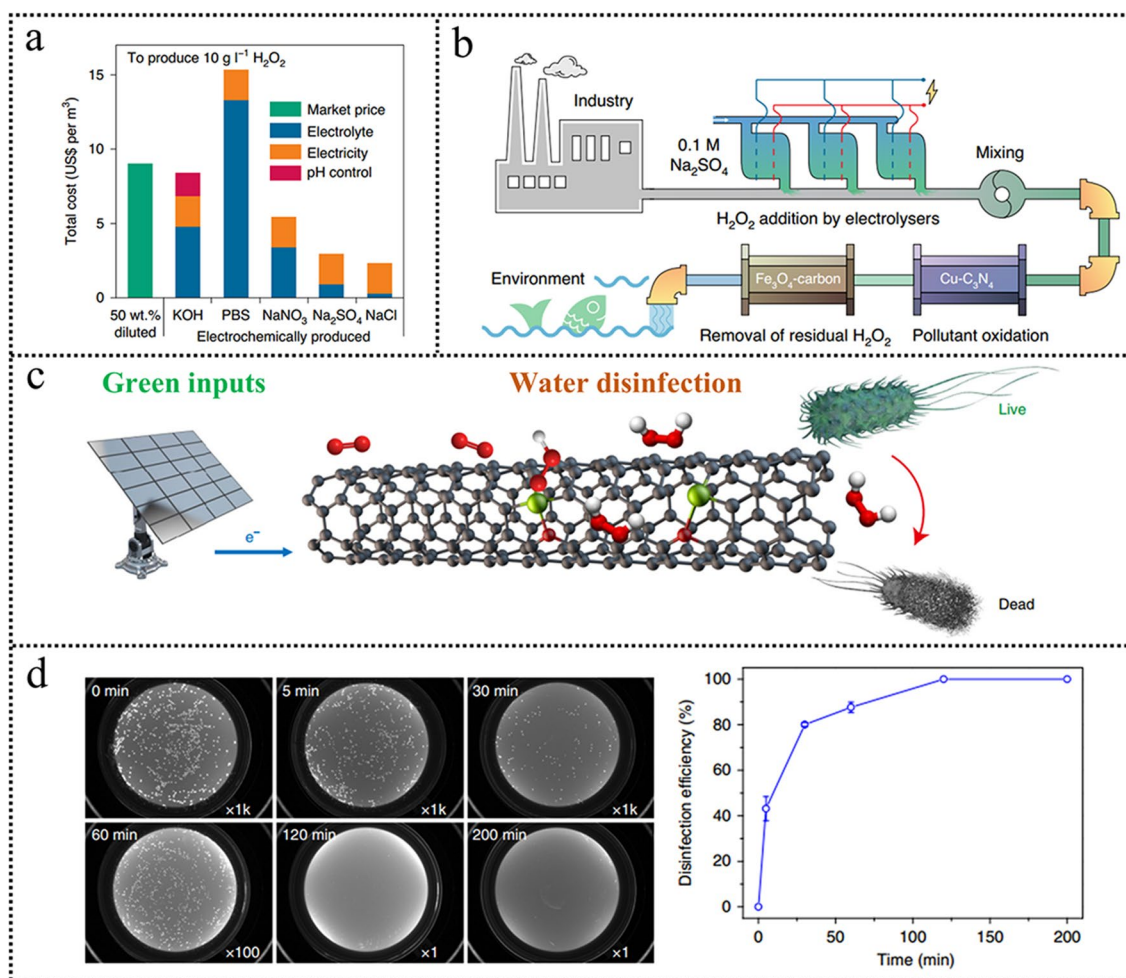 a
To produce 10 g l⁻¹ H₂O₂
Total cost (US$ per m³)
15
10
5
0
Market price
Electrolyte
Electricity
pH control
50 wt.% diluted
KOH
PBS
NaNO₃
Na₂SO₄
NaCl
Electrochemically produced
b
Industry
0.1 M
Na₂SO₄
Mixing
H₂O₂ addition by electrolysers
Environment
Fe₃O₄-carbon
Cu-C₃N₄
Removal of residual H₂O₂
Pollutant oxidation
c
Green inputs
Water disinfection
Live
e⁻
Dead
d
0 min
×1k
5 min
×1k
30 min
×1k
60 min
×100
120 min
×1
200 min
×1
Disinfection efficiency (%)
100
80
60
40
20
0
0
50
100
150
200
Time (min)